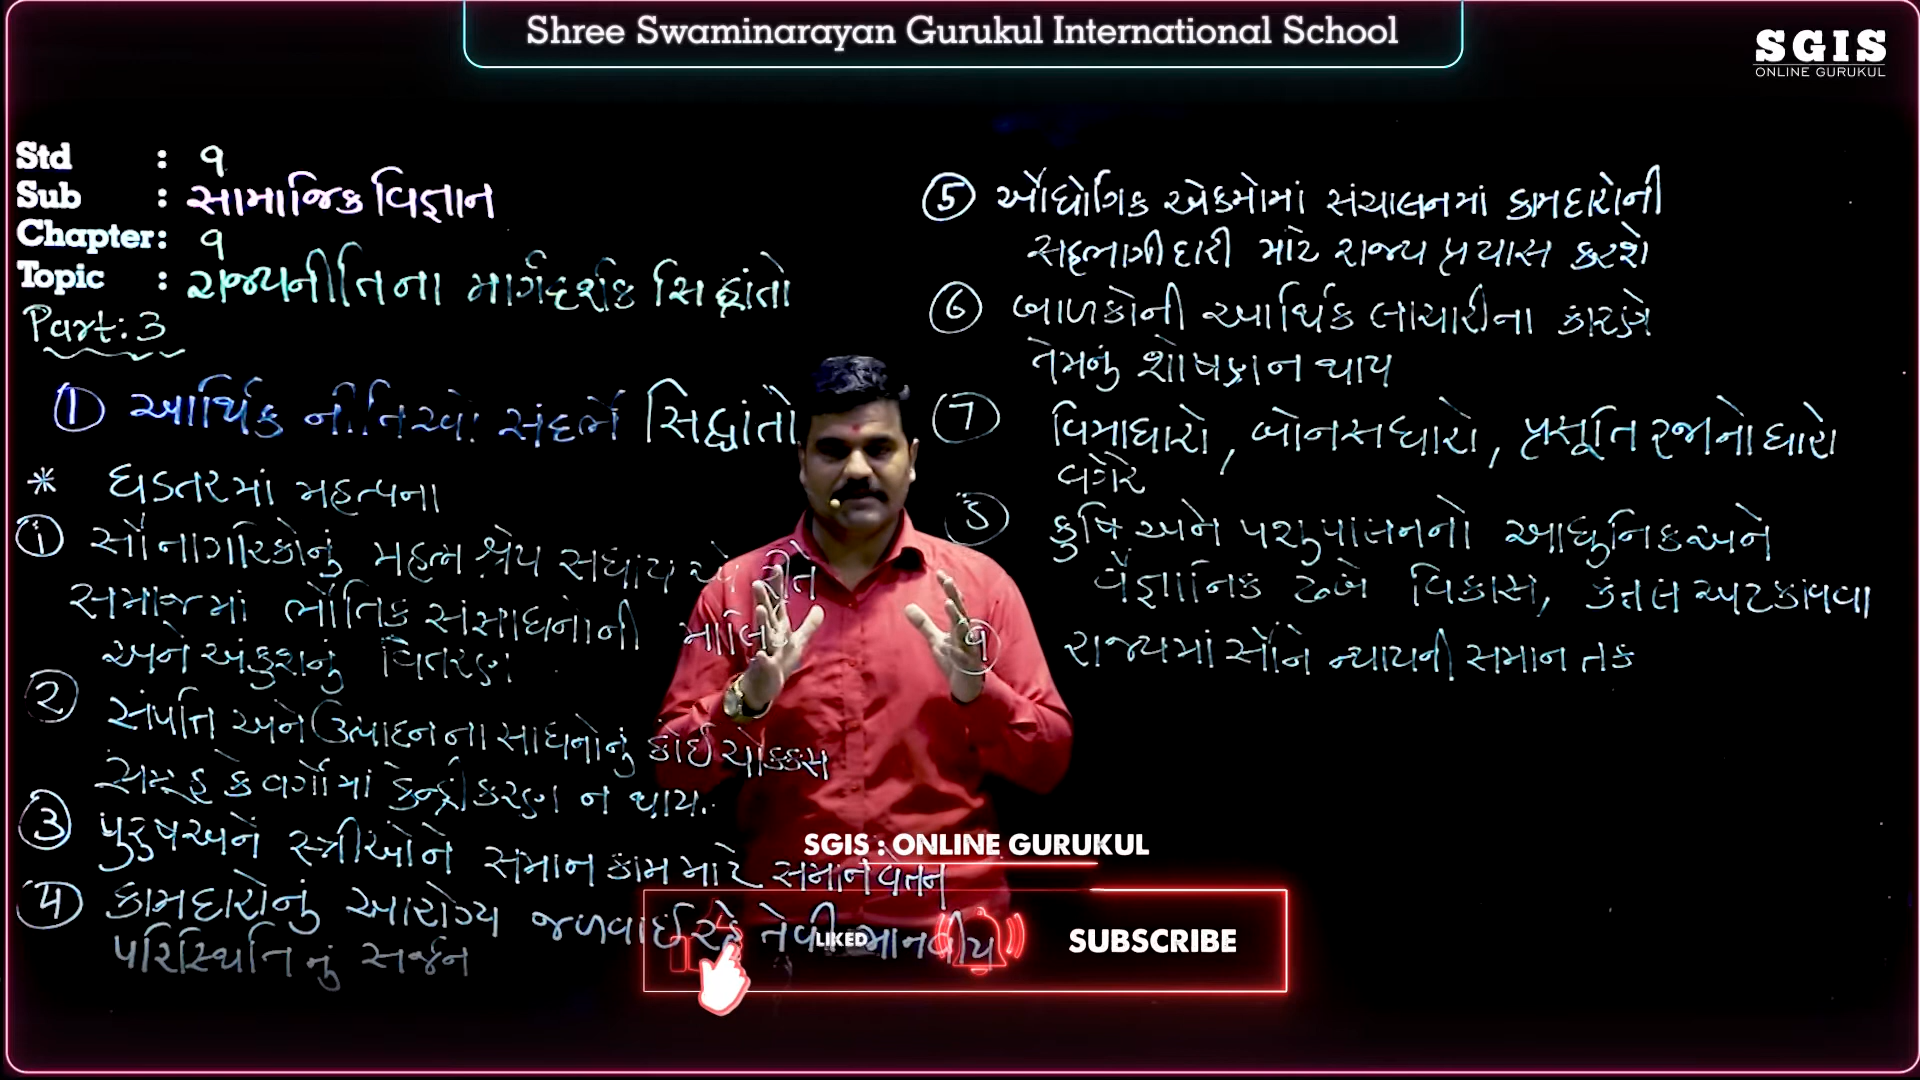 Shree Swaminarayan Gurukul International School
SGIS
ONLINE GURUKUL
Std : ૧
Sub : સામાજિક વિજ્ઞાન
Chapter : ૧
Topic : રાજ્યનીતિના માર્ગદર્શક સિદ્ધાંતો
Part: 3
① આર્થિક નીતિઓ સંદર્ભે સિદ્ધાંતો
* ઘડતરમાં મહત્વના
① સૌ નાગરિકોનું મહત્મ શ્રેય સધાય એ રીતે
સમાજમાં ભૌતિક સંસાધનોની
અને અંકુશનું વિતરણ
② સંપત્તિ અને ઉત્પાદનના સાધનોનું કોઈ ચોક્કસ
સમૂહ કે વર્ગોમાં કેન્દ્રીકરણ ન થાય.
③ પુરુષ અને સ્ત્રીઓને સમાન કામ માટે સમાન વેતન
④ કામદારોનું આરોગ્ય જળવાઈ રહે તેવી માનવીય
પરિસ્થિતિનું સર્જન
⑤ ઔદ્યોગિક એકમોમાં સંચાલનમાં કામદારોની
સહભાગીદારી માટે રાજ્ય પ્રયાસ કરશે
⑥ બાળકોની આર્થિક લાચારીના કારણે
તેમનું શોષણ ન થાય
⑦ વિમાધારો, બોનસ ધારો, પ્રસૂતિ રજાનો ધારો
વગેરે
કૃષિ અને પશુપાલનનો આધુનિક અને
વૈજ્ઞાનિક ઢબે વિકાસ, કતલ અટકાવવા
રાજ્યમાં સૌને ન્યાયની સમાન તક
SGIS : ONLINE GURUKUL
LIKED
SUBSCRIBE